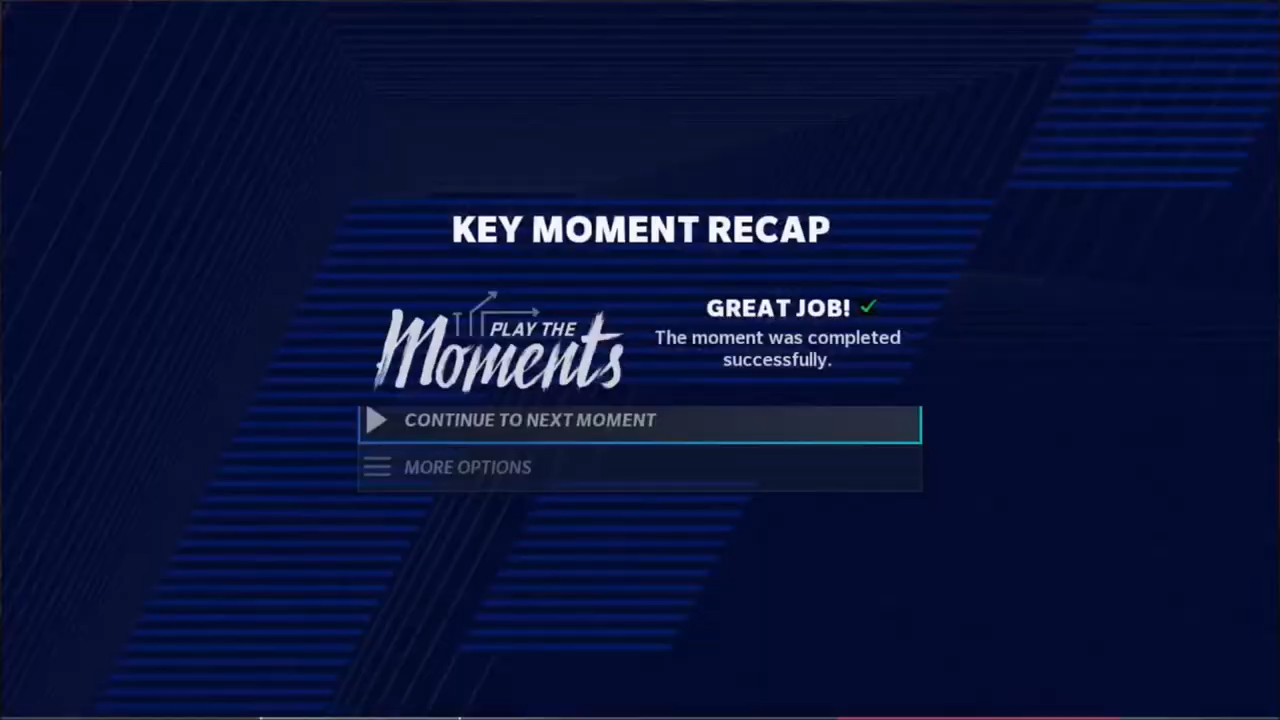 KEY MOMENT RECAP
PLAY THE
Moments
GREAT JOB!
The moment was completed
successfully.
CONTINUE TO NEXT MOMENT
MORE OPTIONS